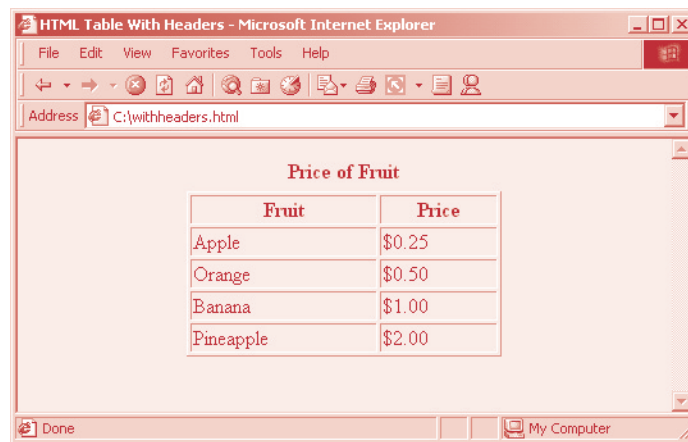 HTML Table With Headers - Microsoft Internet Explorer
File Edit View Favorites Tools Help
Address C:\withheaders.html
Price of Fruit
Fruit Price
Apple $0.25
Orange $0.50
Banana $1.00
Pineapple $2.00
Done My Computer